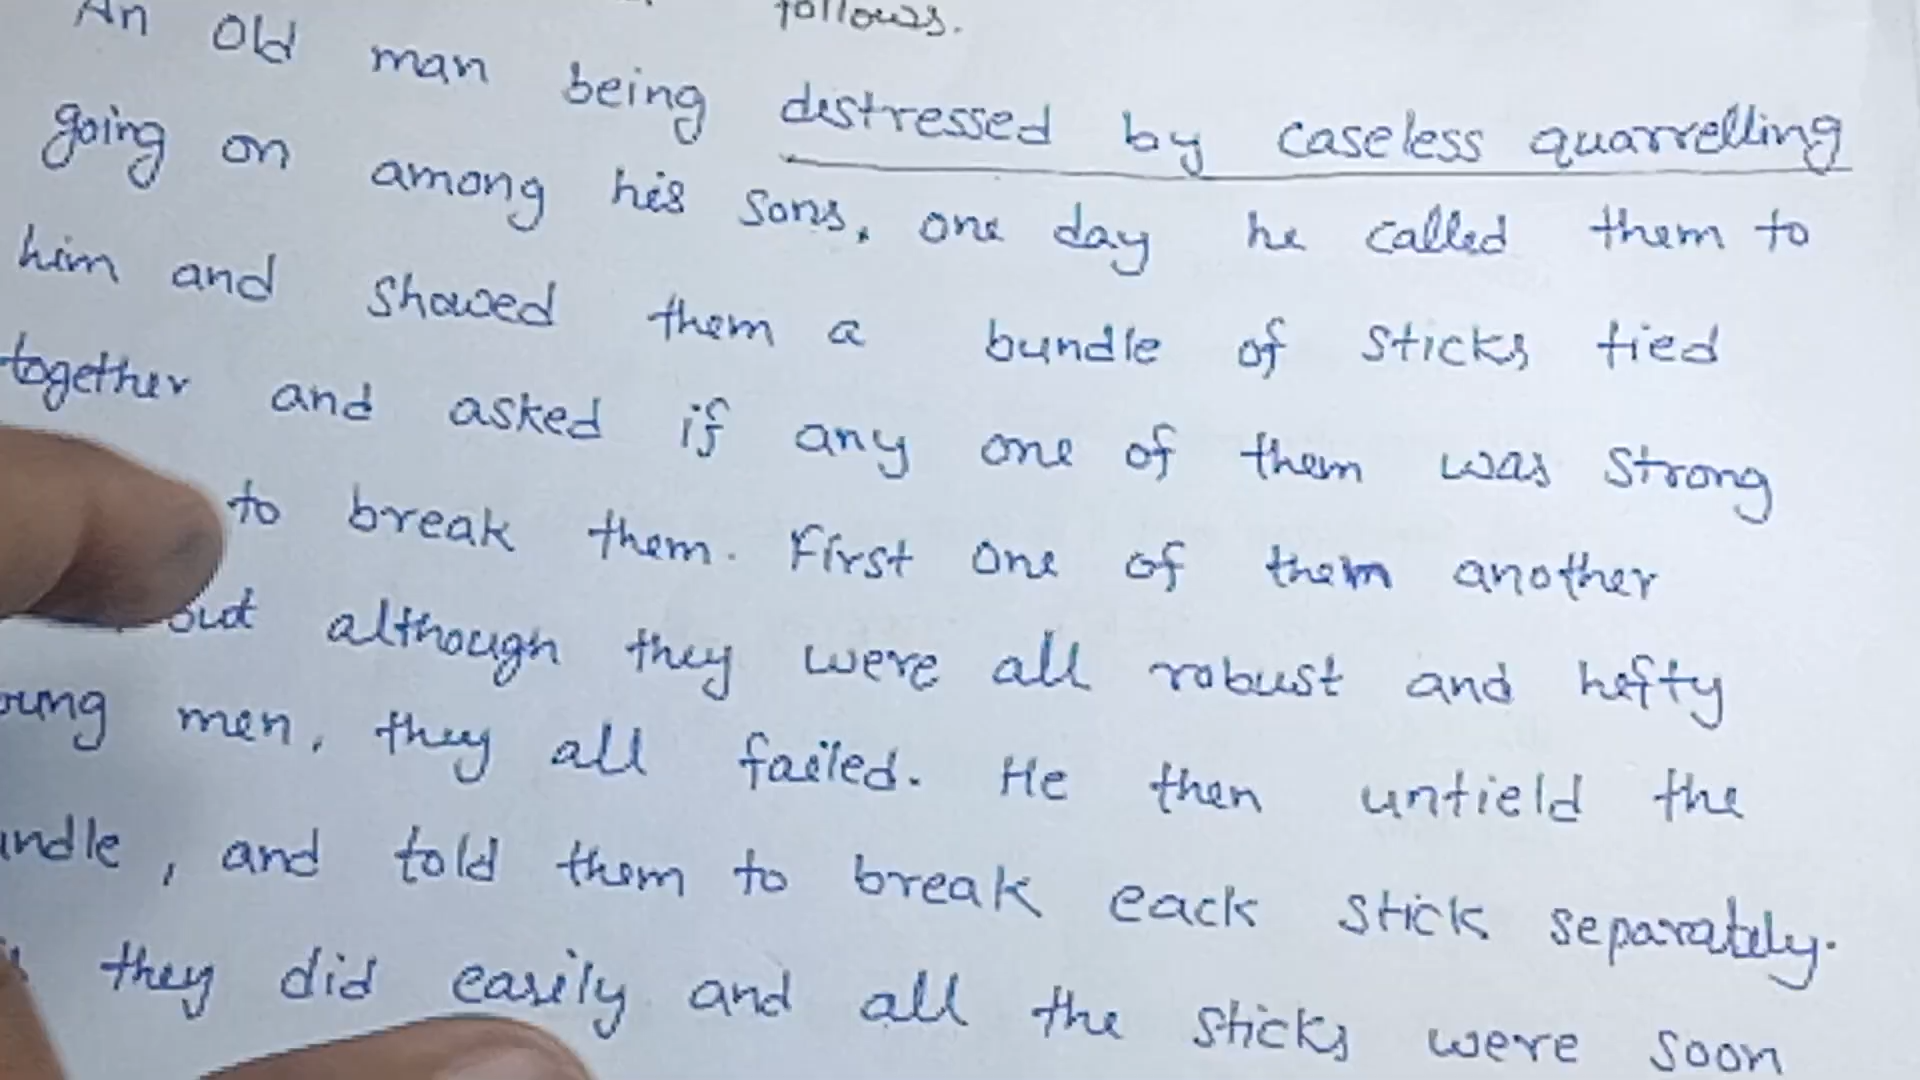 follows.
An old man being distressed by caseless quarrelling
going on among his sons, one day he called them to
him and showed them a bundle of sticks tied
together and asked if any one of them was strong
to break them. First one of them another
but although they were all robust and hefty
oung men, they all failed. He then untield the
undle, and told them to break eack stick separately.
they did easily and all the sticks were soon